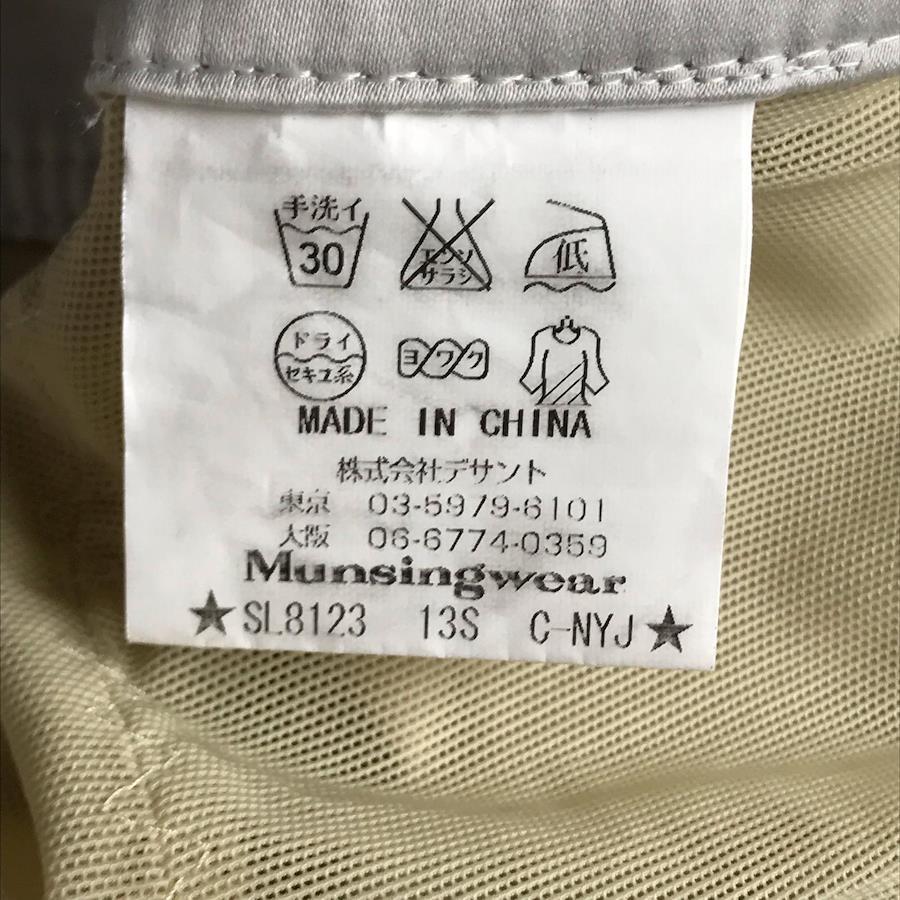 手洗イ
30
エンソ
サラシ
低
ドライ
セキユ系
ヨワク
MADE IN CHINA
株式会社デサント
東京 03-5979-6101
大阪 06-6774-0359
Munsingwear
★SL8123 13S C-NYJ★